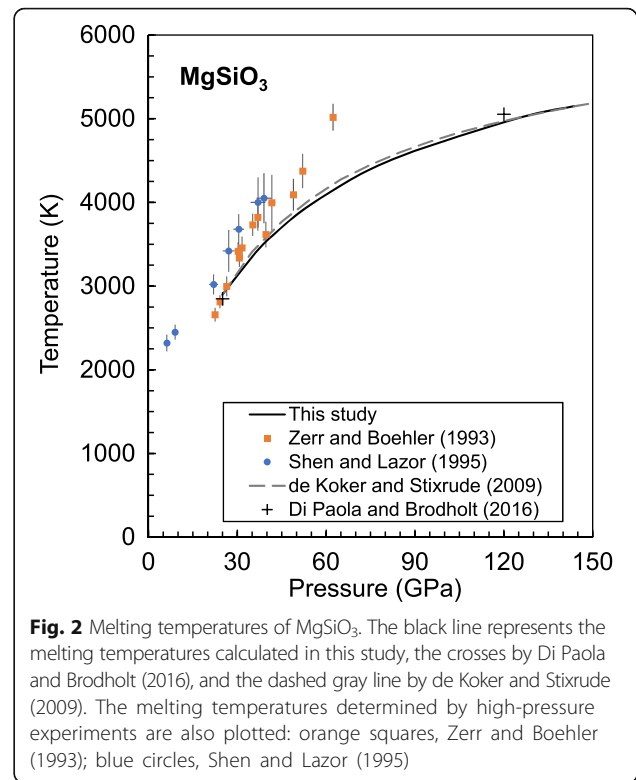 6000
MgSiO₃
5000
4000
3000
2000
1000
0
Temperature (K)
This study
Zerr and Boehler (1993)
Shen and Lazor (1995)
de Koker and Stixrude (2009)
Di Paola and Brodholt (2016)
0 30 60 90 120 150
Pressure (GPa)
Fig. 2 Melting temperatures of MgSiO₃. The black line represents the
melting temperatures calculated in this study, the crosses by Di Paola
and Brodholt (2016), and the dashed gray line by de Koker and Stixrude
(2009). The melting temperatures determined by high-pressure
experiments are also plotted: orange squares, Zerr and Boehler
(1993); blue circles, Shen and Lazor (1995)